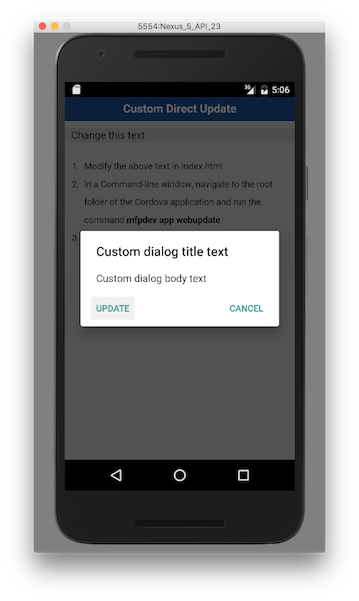 5554:Nexus_5_API_23
3G 5:06
Custom Direct Update
Change this text
1. Modify the above text in index.html
2. In a Command-line window, navigate to the root
folder of the Cordova application and run the
command mfpdev app webupdate
3.
Custom dialog title text
Custom dialog body text
UPDATE CANCEL